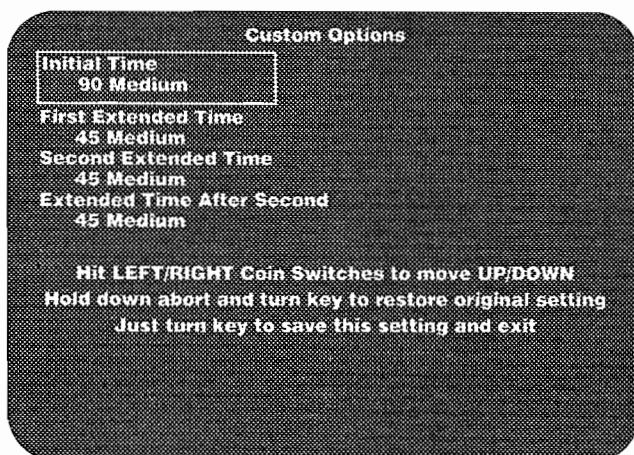 Custom Options
Initial Time
90 Medium
First Extended Time
45 Medium
Second Extended Time
45 Medium
Extended Time After Second
45 Medium
Hit LEFT/RIGHT Coin Switches to move UP/DOWN
Hold down abort and turn key to restore original setting
Just turn key to save this setting and exit